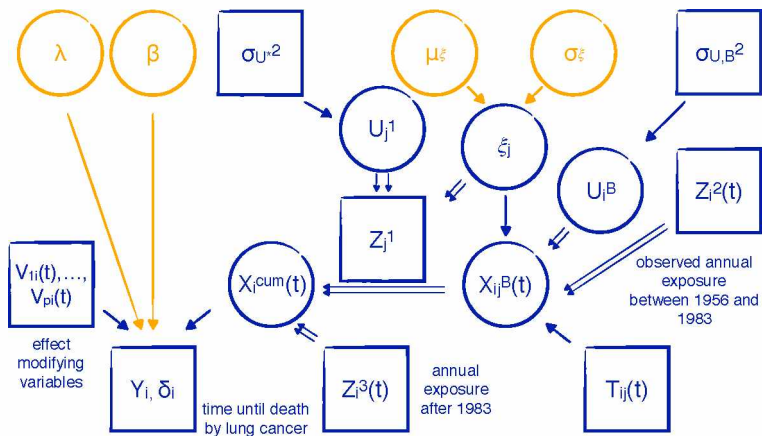 λ
β
σU*2
μξ
σξ
σU,B2
Uj1
ξj
UiB
Zi2(t)
Zj1
V1i(t),...,
Vpi(t)
Xicum(t)
XijB(t)
observed annual
exposure
between 1956 and
1983
effect
modifying
variables
Yi, δi
time until death
by lung cancer
Zi3(t)
annual
exposure
after 1983
Tij(t)